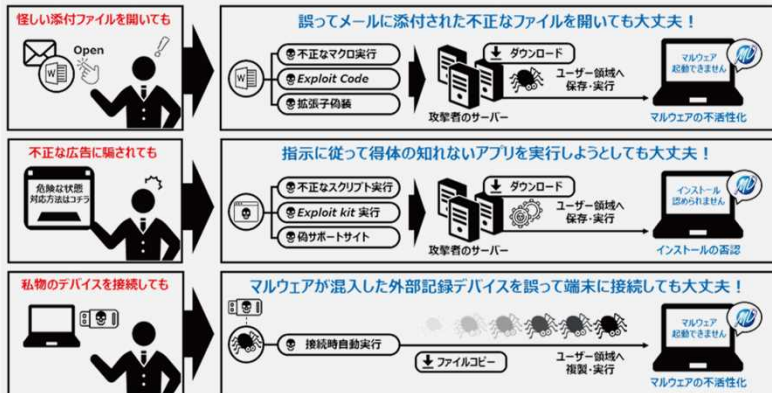 怪しい添付ファイルを開いても
Open
W
誤ってメールに添付された不正なファイルを開いても大丈夫！
W
不正なマクロ実行
Exploit Code
拡張子偽装
攻撃者のサーバー
ダウンロード
ユーザー領域へ
保存・実行
マルウェア
起動できません
マルウェアの不活性化
不正な広告に騙されても
危険な状態
対応方法はコチラ
指示に従って得体の知れないアプリを実行しようとしても大丈夫！
不正なスクリプト実行
Exploit kit 実行
偽サポートサイト
攻撃者のサーバー
ダウンロード
ユーザー領域へ
保存・実行
インストール
認められません
インストールの否認
私物のデバイスを接続しても
マルウェアが混入した外部記録デバイスを誤って端末に接続しても大丈夫！
接続時自動実行
ファイルコピー
ユーザー領域へ
複製・実行
マルウェア
起動できません
マルウェアの不活性化